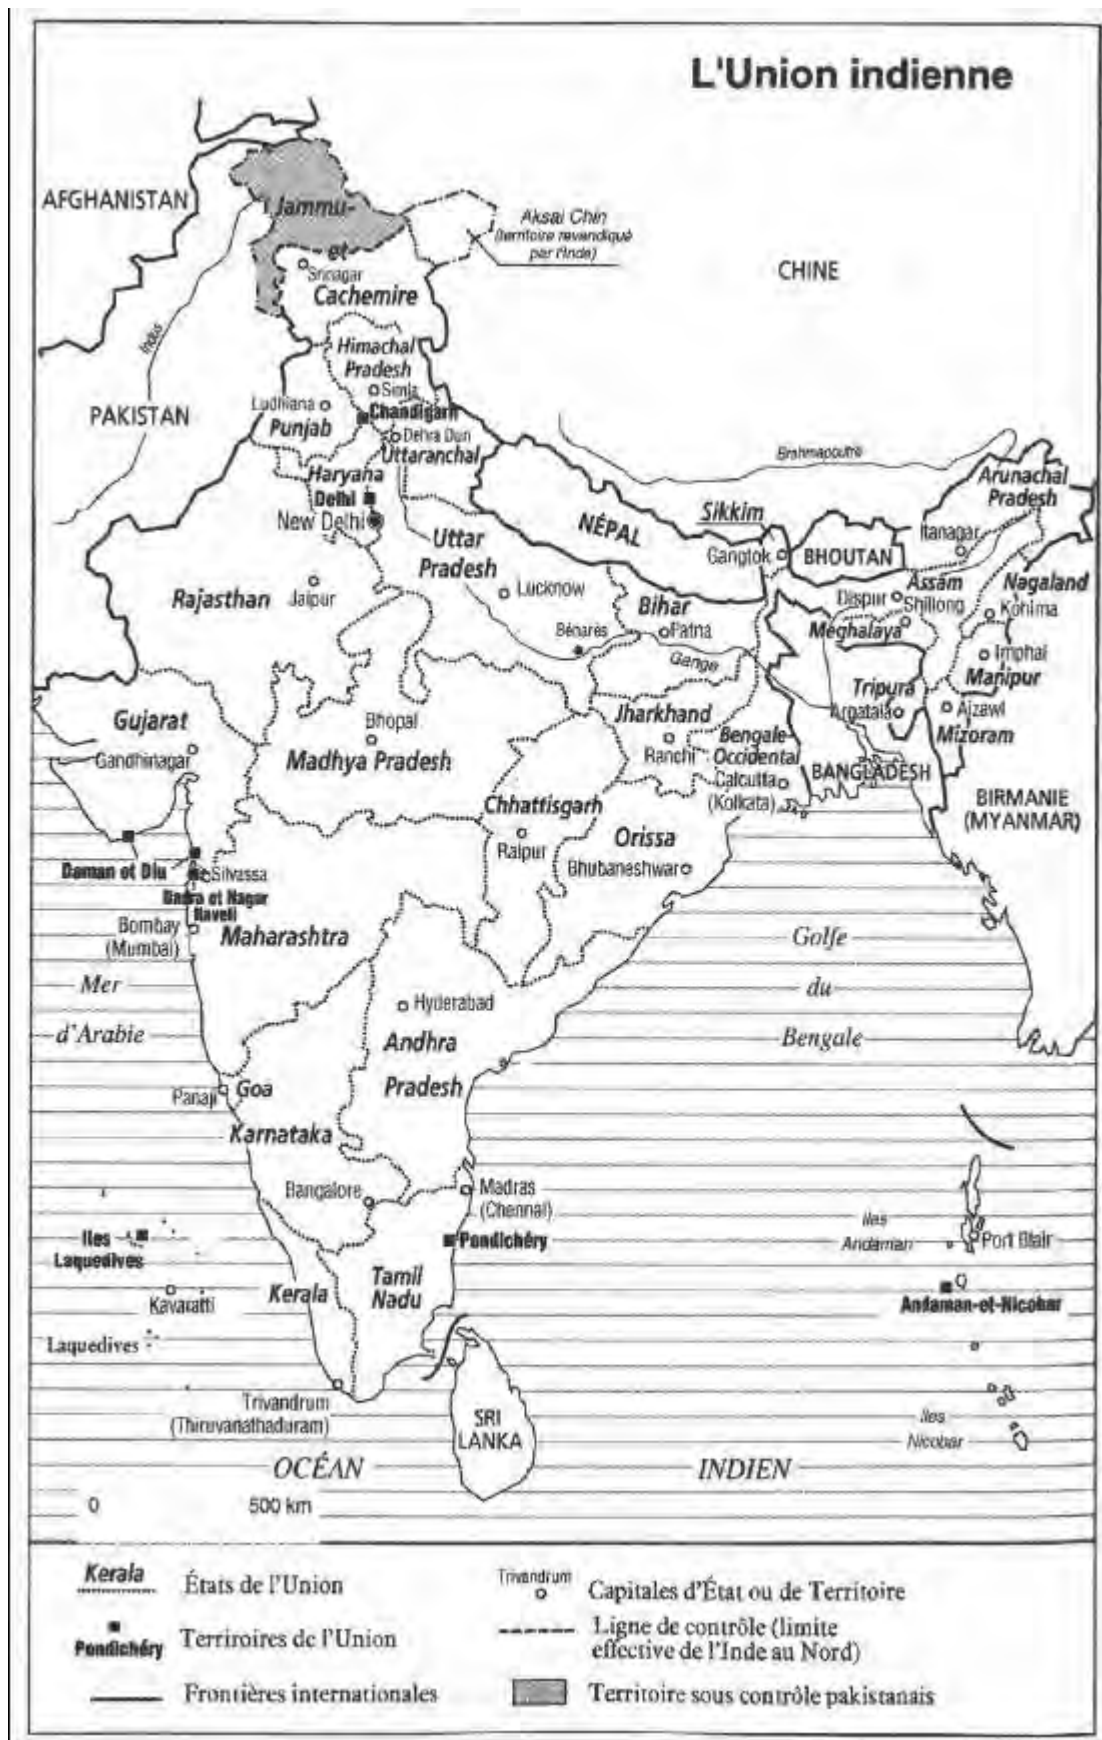 L'Union indienne
AFGHANISTAN
Jammu-
et
Srinagar
Cachemire
Aksai Chin
(territoire revendiqué
par l'Inde)
CHINE
Indus
Himachal
Pradesh
Simla
PAKISTAN
Ludhiana
Chandigarh
Punjab
Dehra Dun
Uttaranchal
Brahmapoutre
Arunachal
Pradesh
Haryana
Delhi
New Delhi
Sikkim
NÉPAL
Itanagar
Uttar
Pradesh
Gangtok
BHOUTAN
Rajasthan
Jaipur
Lucknow
Bihar
Assam
Nagaland
Dispur
Shillong
Kohima
Bénarès
Patna
Meghalaya
Gange
Imphal
Manipur
Tripura
Gujarat
Bhopal
Jharkhand
Agatala
Aizawl
Gandhinagar
Madhya Pradesh
Ranchi
Bengale-
Occidental
Mizoram
Calcutta
(Kolkata)
BANGLADESH
Chhattisgarh
BIRMANIE
(MYANMAR)
Raipur
Orissa
Bhubaneshwar
Daman et Diu
Silvassa
Dadra et Nagar
Haveli
Bombay
(Mumbai)
Maharashtra
Golfe
du
Bengale
Mer
d'Arabie
Hyderabad
Andhra
Pradesh
Panaji
Goa
Karnataka
Bangalore
Madras
(Chennai)
Iles
Laquedives
Pondichéry
Iles
Andaman
Port Blair
Kavaratti
Kerala
Tamil
Nadu
Andaman-et-Nicobar
Laquedives
Trivandrum
(Thiruvanathaduram)
SRI
LANKA
Iles
Nicobar
OCÉAN
INDIEN
0 500 km
Kerala
États de l'Union
Trivandrum
Capitales d'État ou de Territoire
Pondichéry
Terriroires de l'Union
Ligne de contrôle (limite
effective de l'Inde au Nord)
Frontières internationales
Territoire sous contrôle pakistanais